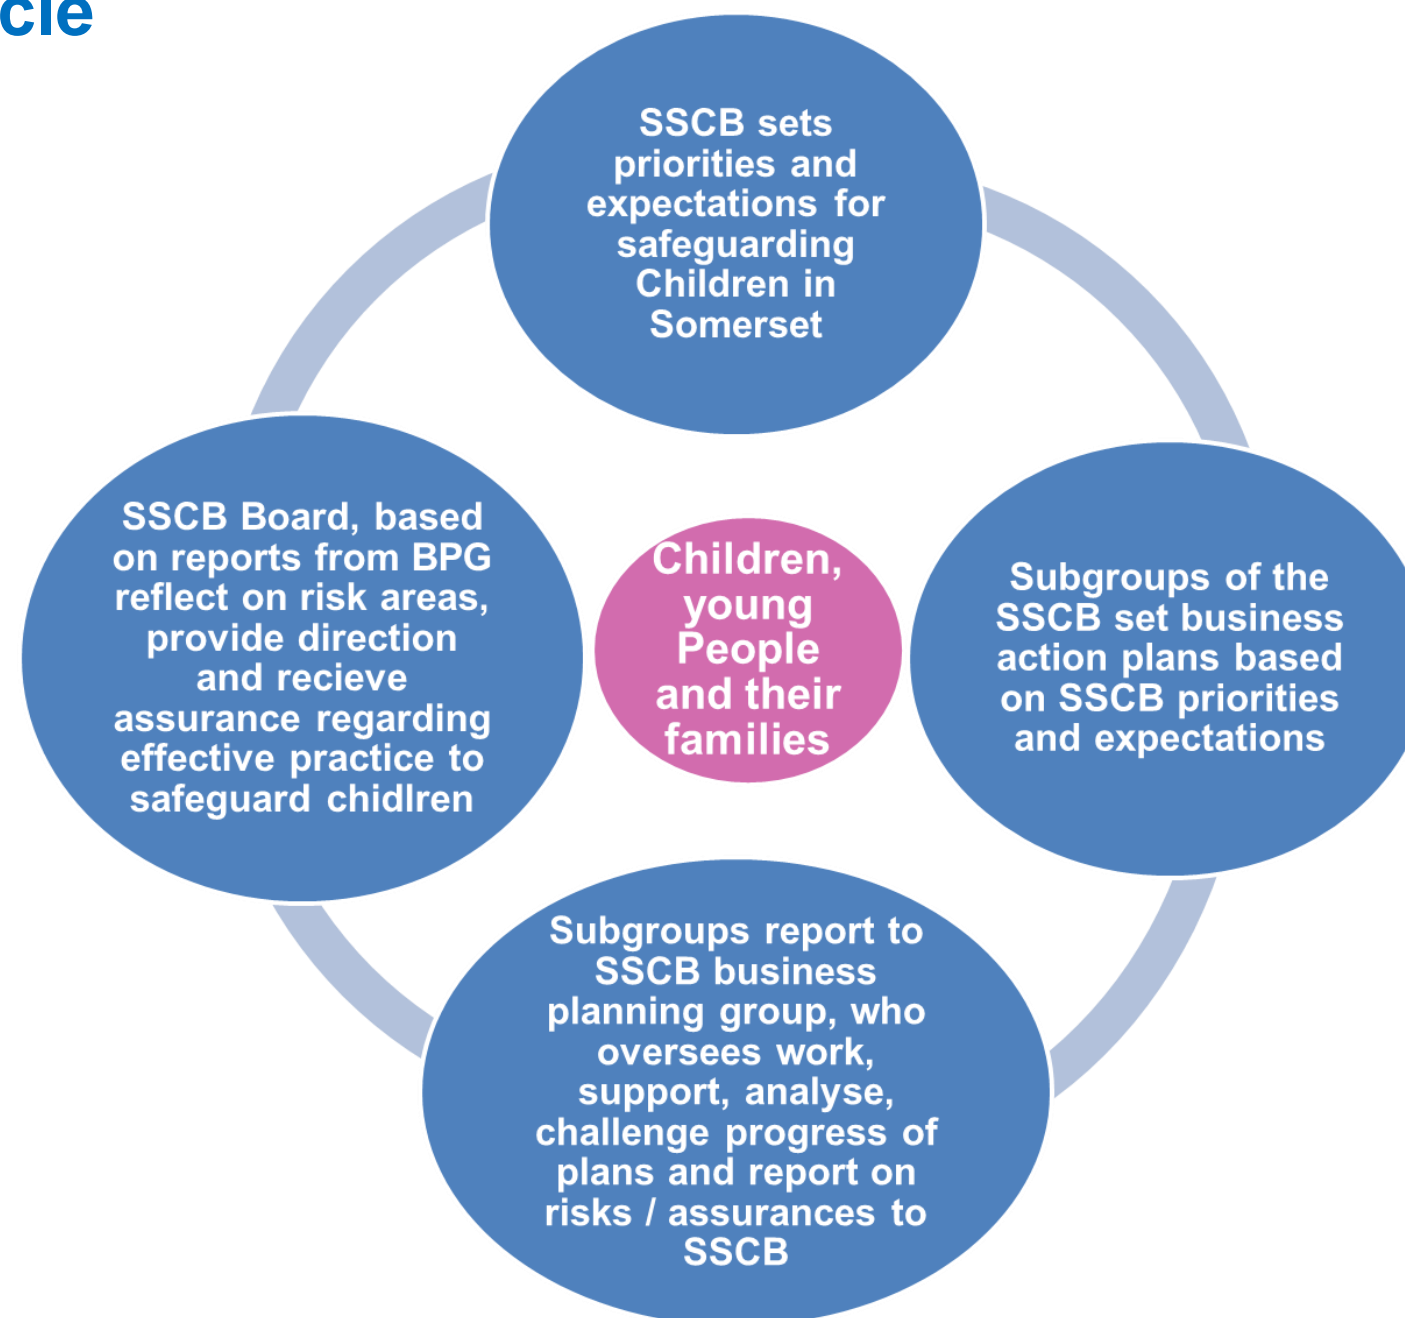 cle
SSCB sets
priorities and
expectations for
safeguarding
Children in
Somerset
SSCB Board, based
on reports from BPG
reflect on risk areas,
provide direction
and recieve
assurance regarding
effective practice to
safeguard chidlren
Children,
young
People
and their
families
Subgroups of the
SSCB set business
action plans based
on SSCB priorities
and expectations
Subgroups report to
SSCB business
planning group, who
oversees work,
support, analyse,
challenge progress of
plans and report on
risks / assurances to
SSCB